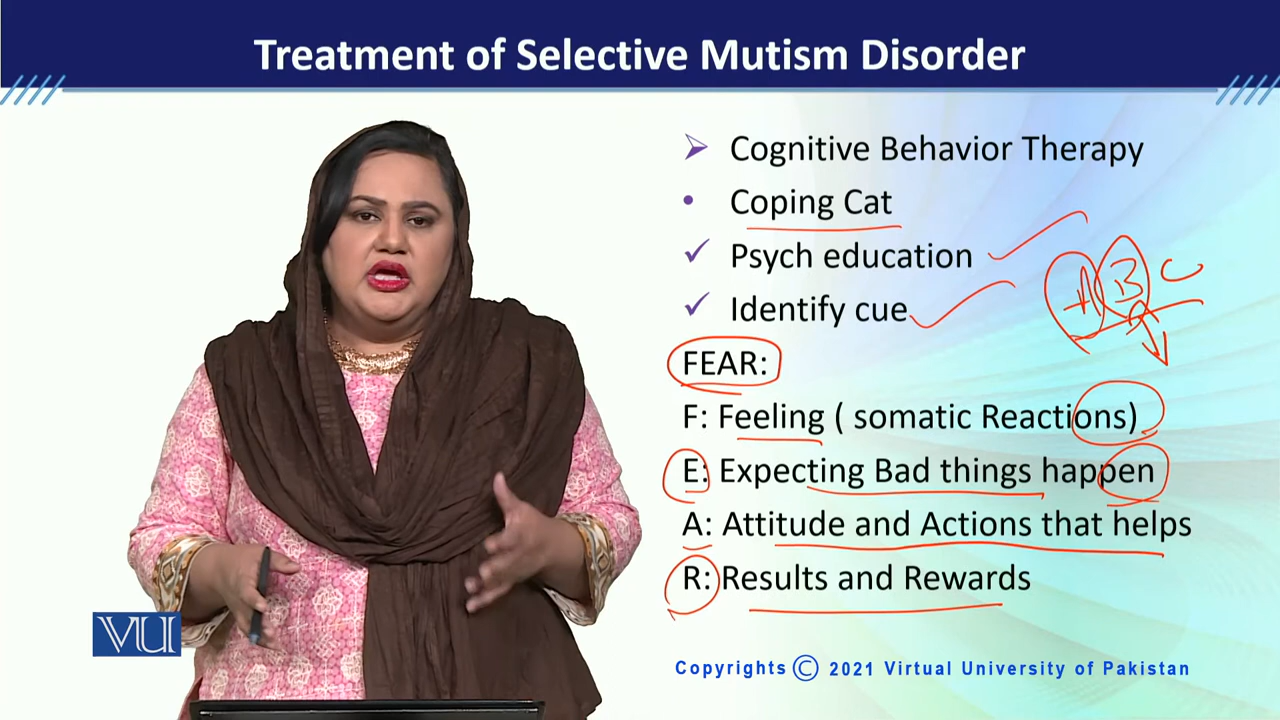 Treatment of Selective Mutism Disorder
Cognitive Behavior Therapy
Coping Cat
Psych education
Identify cue
A B C
FEAR:
F: Feeling ( somatic Reactions)
E: Expecting Bad things happen
A: Attitude and Actions that helps
R: Results and Rewards
VU
Copyrights © 2021 Virtual University of Pakistan